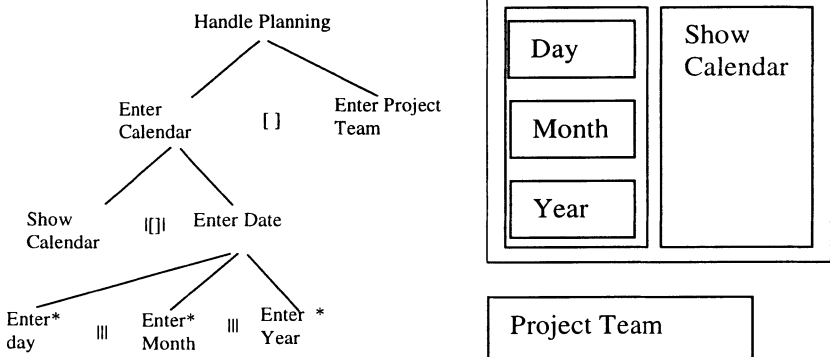 Handle Planning
Enter
Calendar
[ ]
Enter Project
Team
Show
Calendar
|[]|
Enter Date
Enter*
day
|||
Enter*
Month
|||
Enter *
Year
Day
Month
Year
Show
Calendar
Project Team